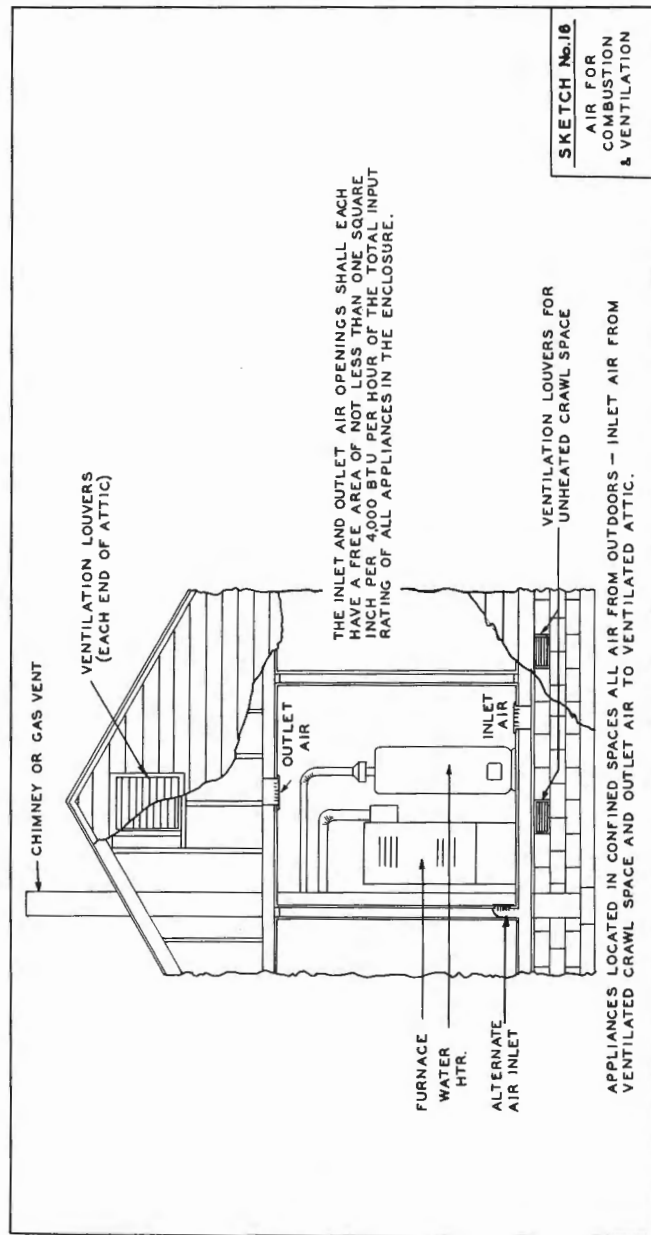 CHIMNEY OR GAS VENT
VENTILATION LOUVERS
(EACH END OF ATTIC)
OUTLET
AIR
THE INLET AND OUTLET AIR OPENINGS SHALL EACH
HAVE A FREE AREA OF NOT LESS THAN ONE SQUARE
INCH PER 4,000 BTU PER HOUR OF THE TOTAL INPUT
RATING OF ALL APPLIANCES IN THE ENCLOSURE.
FURNACE
WATER
HTR.
ALTERNATE
AIR INLET
INLET
AIR
VENTILATION LOUVERS FOR
UNHEATED CRAWL SPACE
APPLIANCES LOCATED IN CONFINED SPACES ALL AIR FROM OUTDOORS — INLET AIR FROM
VENTILATED CRAWL SPACE AND OUTLET AIR TO VENTILATED ATTIC.
SKETCH No.18
AIR FOR
COMBUSTION
& VENTILATION